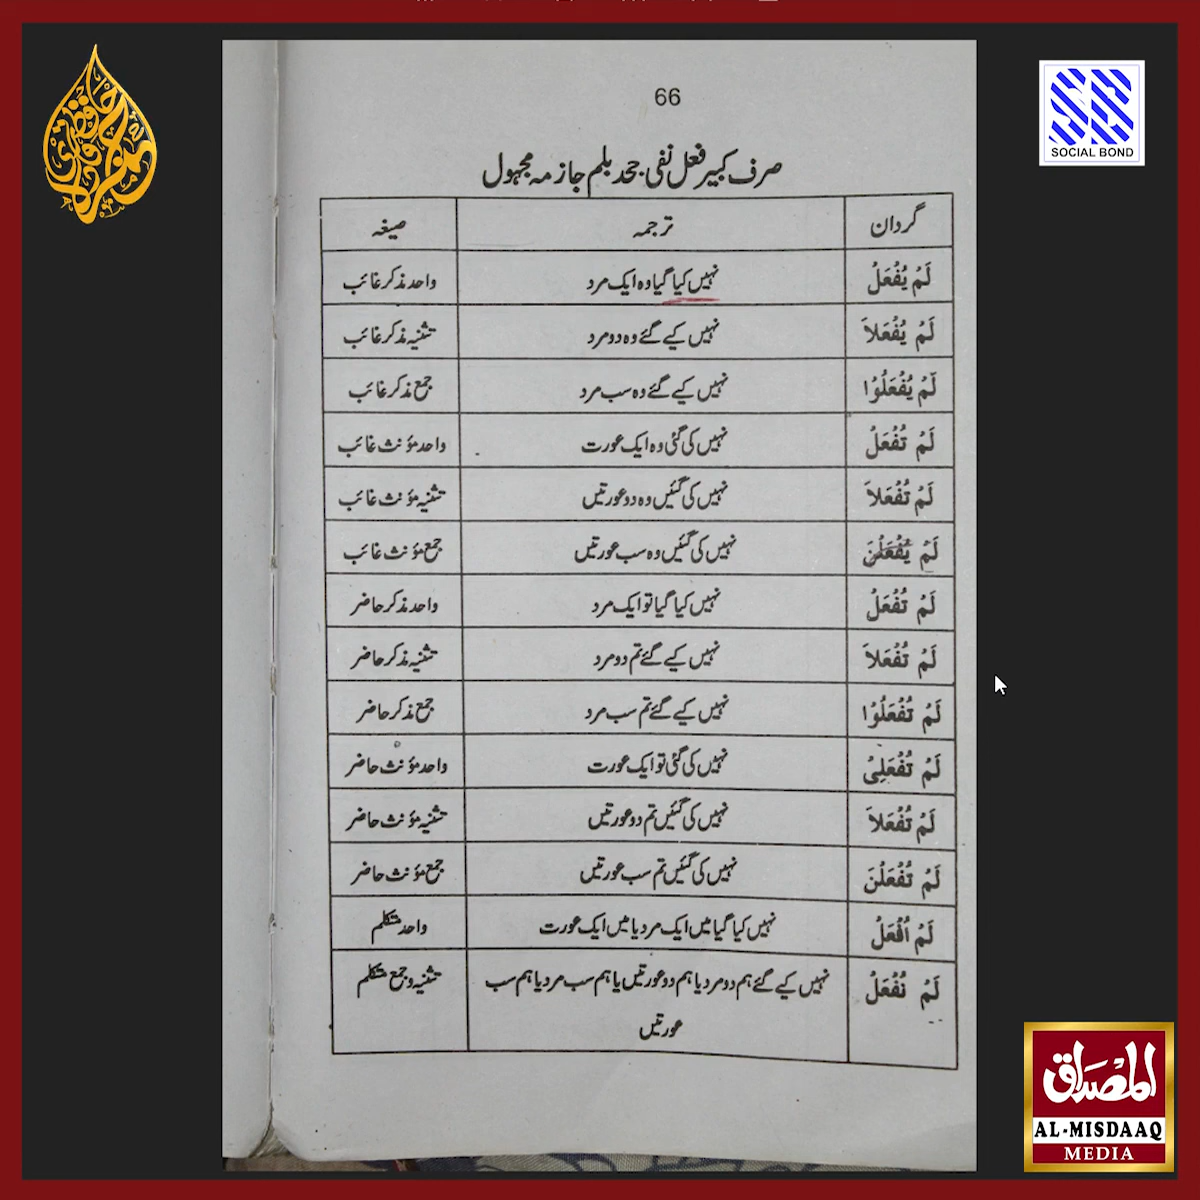 66
صرف کبیر فعل نفی جحد بلم جازمہ مجہول
گردان ترجمہ صیغہ
لَمْ يُفْعَلْ نہیں کیا گیا وہ ایک مرد واحد مذکر غائب
لَمْ يُفْعَلاَ نہیں کیے گئے وہ دو مرد تثنیہ مذکر غائب
لَمْ يُفْعَلُوْا نہیں کیے گئے وہ سب مرد جمع مذکر غائب
لَمْ تُفْعَلْ نہیں کی گئی وہ ایک عورت واحد مؤنث غائب
لَمْ تُفْعَلاَ نہیں کی گئیں وہ دو عورتیں تثنیہ مؤنث غائب
لَمْ يُفْعَلْنَ نہیں کی گئیں وہ سب عورتیں جمع مؤنث غائب
لَمْ تُفْعَلْ نہیں کیا گیا تو ایک مرد واحد مذکر حاضر
لَمْ تُفْعَلاَ نہیں کیے گئے تم دو مرد تثنیہ مذکر حاضر
لَمْ تُفْعَلُوْا نہیں کیے گئے تم سب مرد جمع مذکر حاضر
لَمْ تُفْعَلِىْ نہیں کی گئی تو ایک عورت واحد مؤنث حاضر
لَمْ تُفْعَلاَ نہیں کی گئیں تم دو عورتیں تثنیہ مؤنث حاضر
لَمْ تُفْعَلْنَ نہیں کی گئیں تم سب عورتیں جمع مؤنث حاضر
لَمْ اُفْعَلْ نہیں کیا گیا میں ایک مرد یا میں ایک عورت واحد متکلم
لَمْ نُفْعَلْ نہیں کیے گئے ہم دو مرد یا ہم دو عورتیں یا ہم سب مرد یا ہم سب تثنیہ و جمع متکلم
عورتیں
SOCIAL BOND
المصداق
AL-MISDAAQ
MEDIA